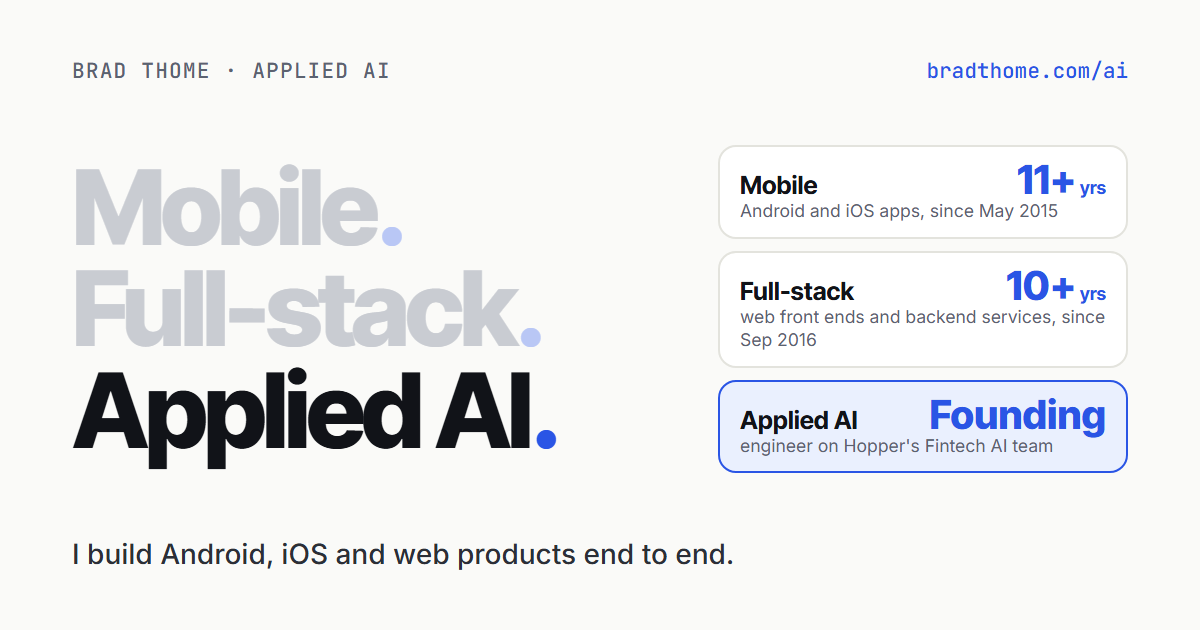 BRAD THOME · APPLIED AI
bradthome.com/ai
Mobile.
Full-stack.
Applied AI.
Mobile 11+ yrs
Android and iOS apps, since May 2015
Full-stack 10+ yrs
web front ends and backend services, since
Sep 2016
Applied AI Founding
engineer on Hopper's Fintech AI team
I build Android, iOS and web products end to end.